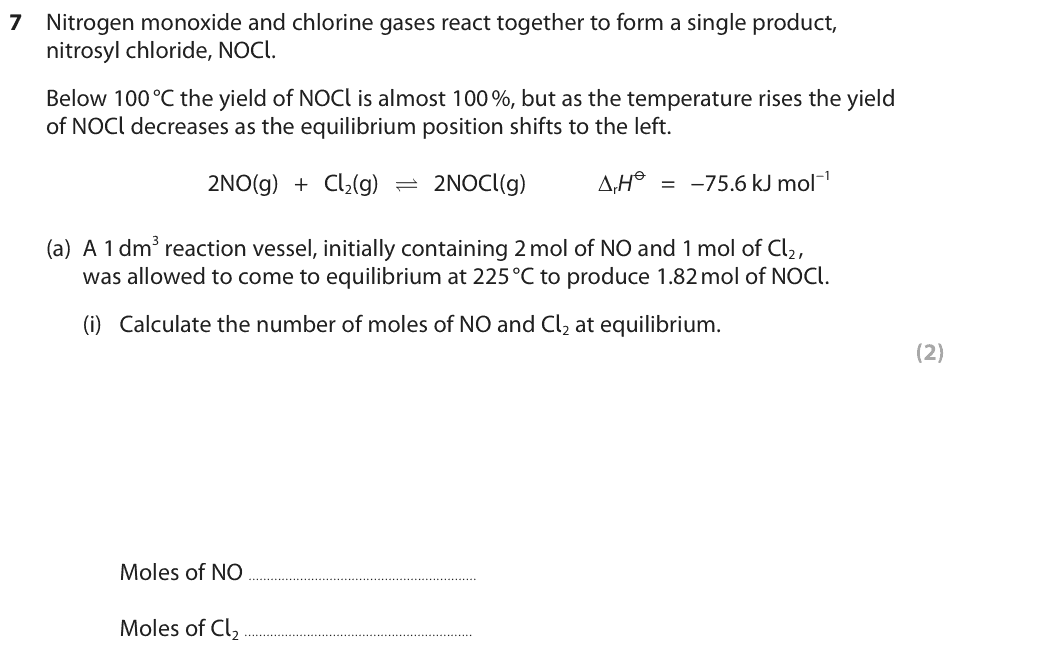 7 Nitrogen monoxide and chlorine gases react together to form a single product,
nitrosyl chloride, NOCl.
Below 100 °C the yield of NOCl is almost 100 %, but as the temperature rises the yield
of NOCl decreases as the equilibrium position shifts to the left.
2NO(g) + Cl₂(g) ⇌ 2NOCl(g) ΔᵣH⦵ = −75.6 kJ mol⁻¹
(a) A 1 dm³ reaction vessel, initially containing 2 mol of NO and 1 mol of Cl₂,
was allowed to come to equilibrium at 225 °C to produce 1.82 mol of NOCl.
(i) Calculate the number of moles of NO and Cl₂ at equilibrium.
(2)
Moles of NO ............................................................
Moles of Cl₂ ............................................................